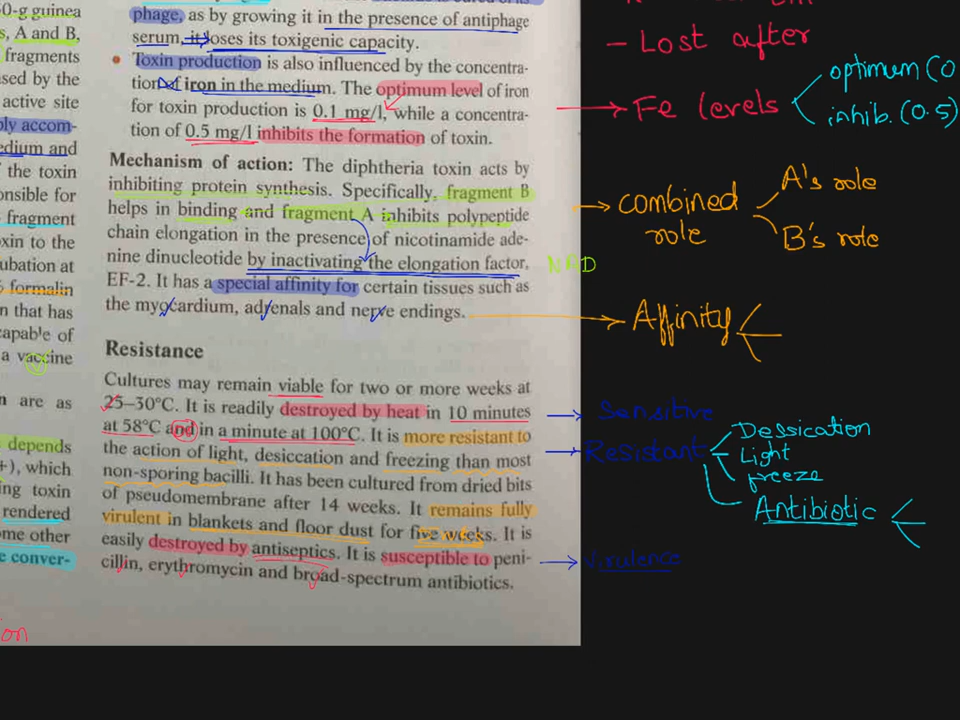 0-g guinea
s, A and B,
fragments
sed by the
active site
ly accom-
edium and
the toxin
onsible for
fragment
xin to the
ubation at
formalin
n that has
capable of
a vaccine
n are as
depends
+), which
ing toxin
rendered
ome other
e conver-
ion
phage, as by growing it in the presence of antiphage
serum, it loses its toxigenic capacity.
• Toxin production is also influenced by the concentra-
tion of iron in the medium. The optimum level of iron
for toxin production is 0.1 mg/l, while a concentra-
tion of 0.5 mg/l inhibits the formation of toxin.
Mechanism of action: The diphtheria toxin acts by
inhibiting protein synthesis. Specifically, fragment B
helps in binding and fragment A inhibits polypeptide
chain elongation in the presence of nicotinamide ade-
nine dinucleotide by inactivating the elongation factor,
EF-2. It has a special affinity for certain tissues such as
the myocardium, adrenals and nerve endings.
Resistance
Cultures may remain viable for two or more weeks at
25–30°C. It is readily destroyed by heat in 10 minutes
at 58°C and in a minute at 100°C. It is more resistant to
the action of light, desiccation and freezing than most
non-sporing bacilli. It has been cultured from dried bits
of pseudomembrane after 14 weeks. It remains fully
virulent in blankets and floor dust for five weeks. It is
easily destroyed by antiseptics. It is susceptible to peni-
cillin, erythromycin and broad-spectrum antibiotics.
- Lost after
Fe levels
optimum (0
inhib. (0.5)
combined
role
A's role
B's role
NAD
Affinity
Sensitive
Resistant
Dessication
Light
freeze
Antibiotic
Virulence